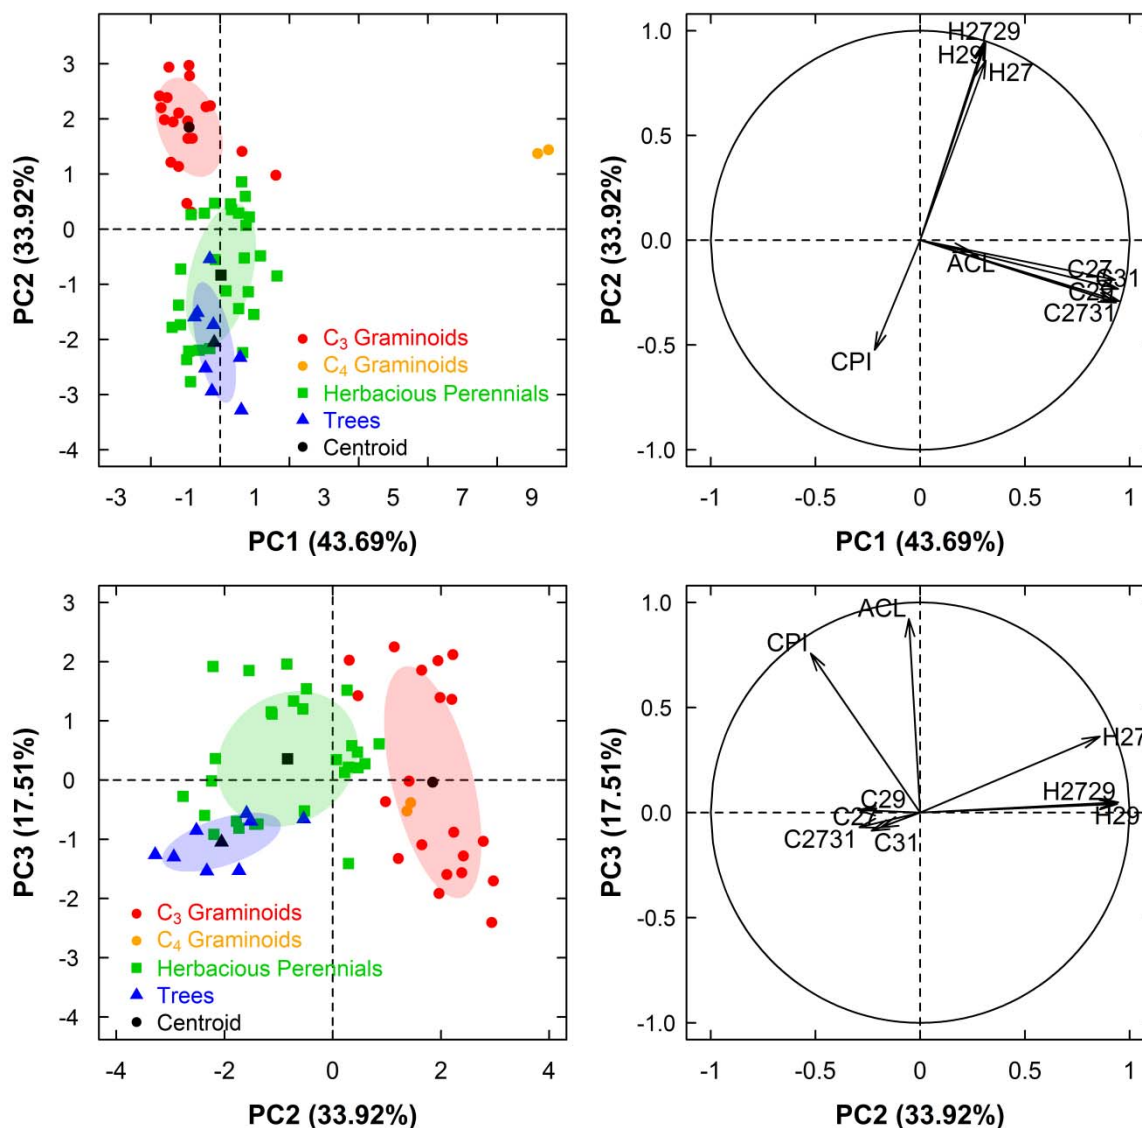 3
2
1
0
-1
-2
-3
-4
PC2 (33.92%)
C3 Graminoids
C4 Graminoids
Herbacious Perennials
Trees
Centroid
-3 -1 1 3 5 7 9
PC1 (43.69%)
1.0
0.5
0.0
-0.5
-1.0
PC2 (33.92%)
H2729
H29
H27
ACL
C27
C31
C29
C2731
CPI
-1 -0.5 0 0.5 1
PC1 (43.69%)
3
2
1
0
-1
-2
-3
-4
PC3 (17.51%)
C3 Graminoids
C4 Graminoids
Herbacious Perennials
Trees
Centroid
-4 -2 0 2 4
PC2 (33.92%)
1.0
0.5
0.0
-0.5
-1.0
PC3 (17.51%)
ACL
CPI
H27
C29
H2729
C27
H29
C2731
C31
-1 -0.5 0 0.5 1
PC2 (33.92%)